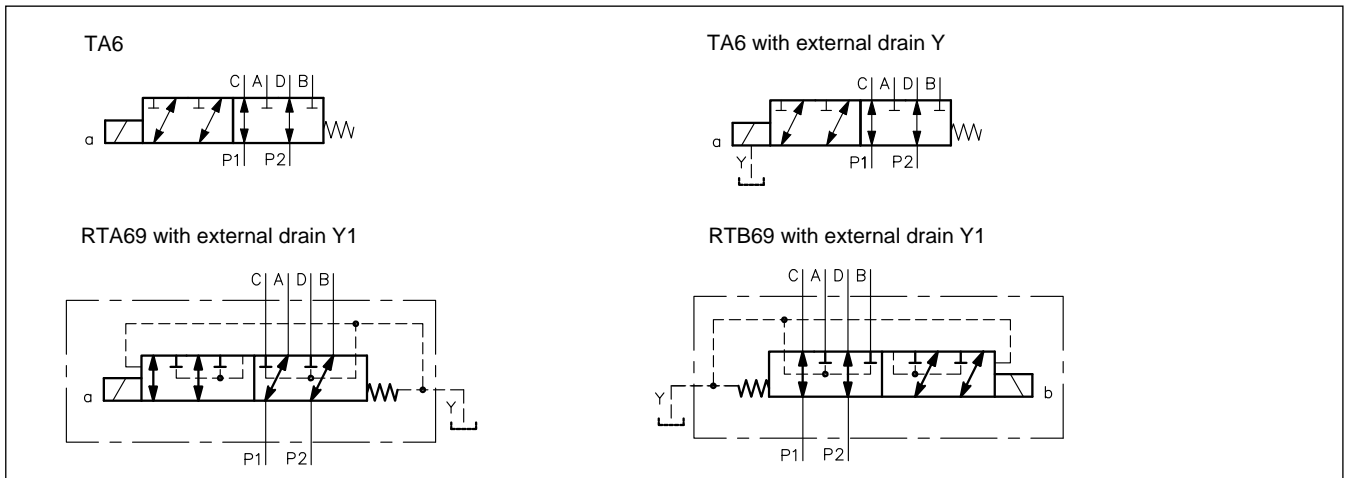 TA6
C A D B
a
P1 P2
TA6 with external drain Y
C A D B
a
Y
P1 P2
RTA69 with external drain Y1
C A D B
a
Y
P1 P2
RTB69 with external drain Y1
C A D B
Y
b
P1 P2